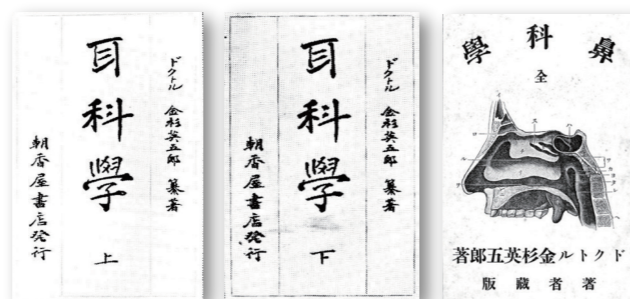 ドクトル 金杉英五郎 纂著
耳科學 上
朝香屋書店発行
ドクトル 金杉英五郎 纂著
耳科學 下
朝香屋書店発行
鼻科學
全
ドクトル金杉英五郎著
著者蔵版